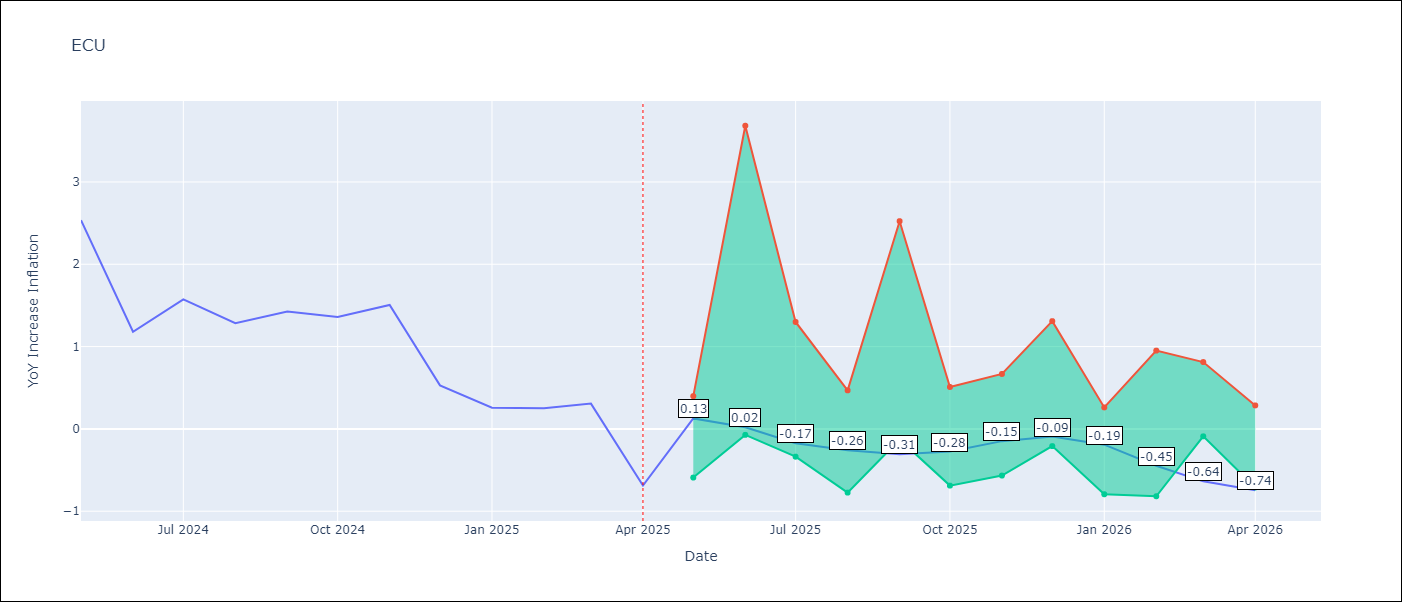 ECU
YoY Increase Inflation
3
2
1
0
−1
0.13
0.02
-0.17
-0.26
-0.31
-0.28
-0.15
-0.09
-0.19
-0.45
-0.64
-0.74
Jul 2024
Oct 2024
Jan 2025
Apr 2025
Jul 2025
Oct 2025
Jan 2026
Apr 2026
Date